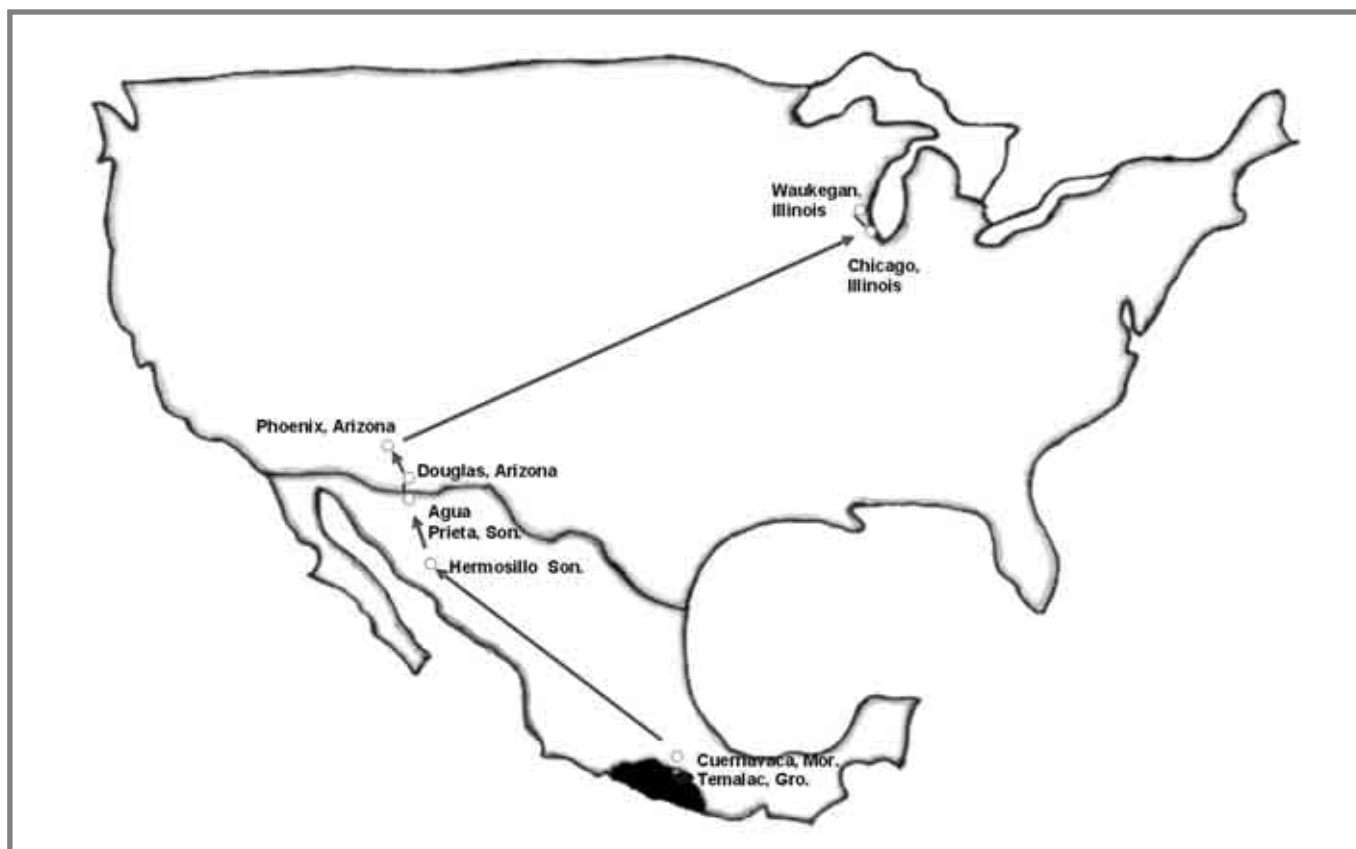 Waukegan,
Illinois
Chicago,
Illinois
Phoenix, Arizona
Douglas, Arizona
Agua
Prieta, Son.
Hermosillo Son.
Cuernavaca, Mor.
Temalac, Gro.